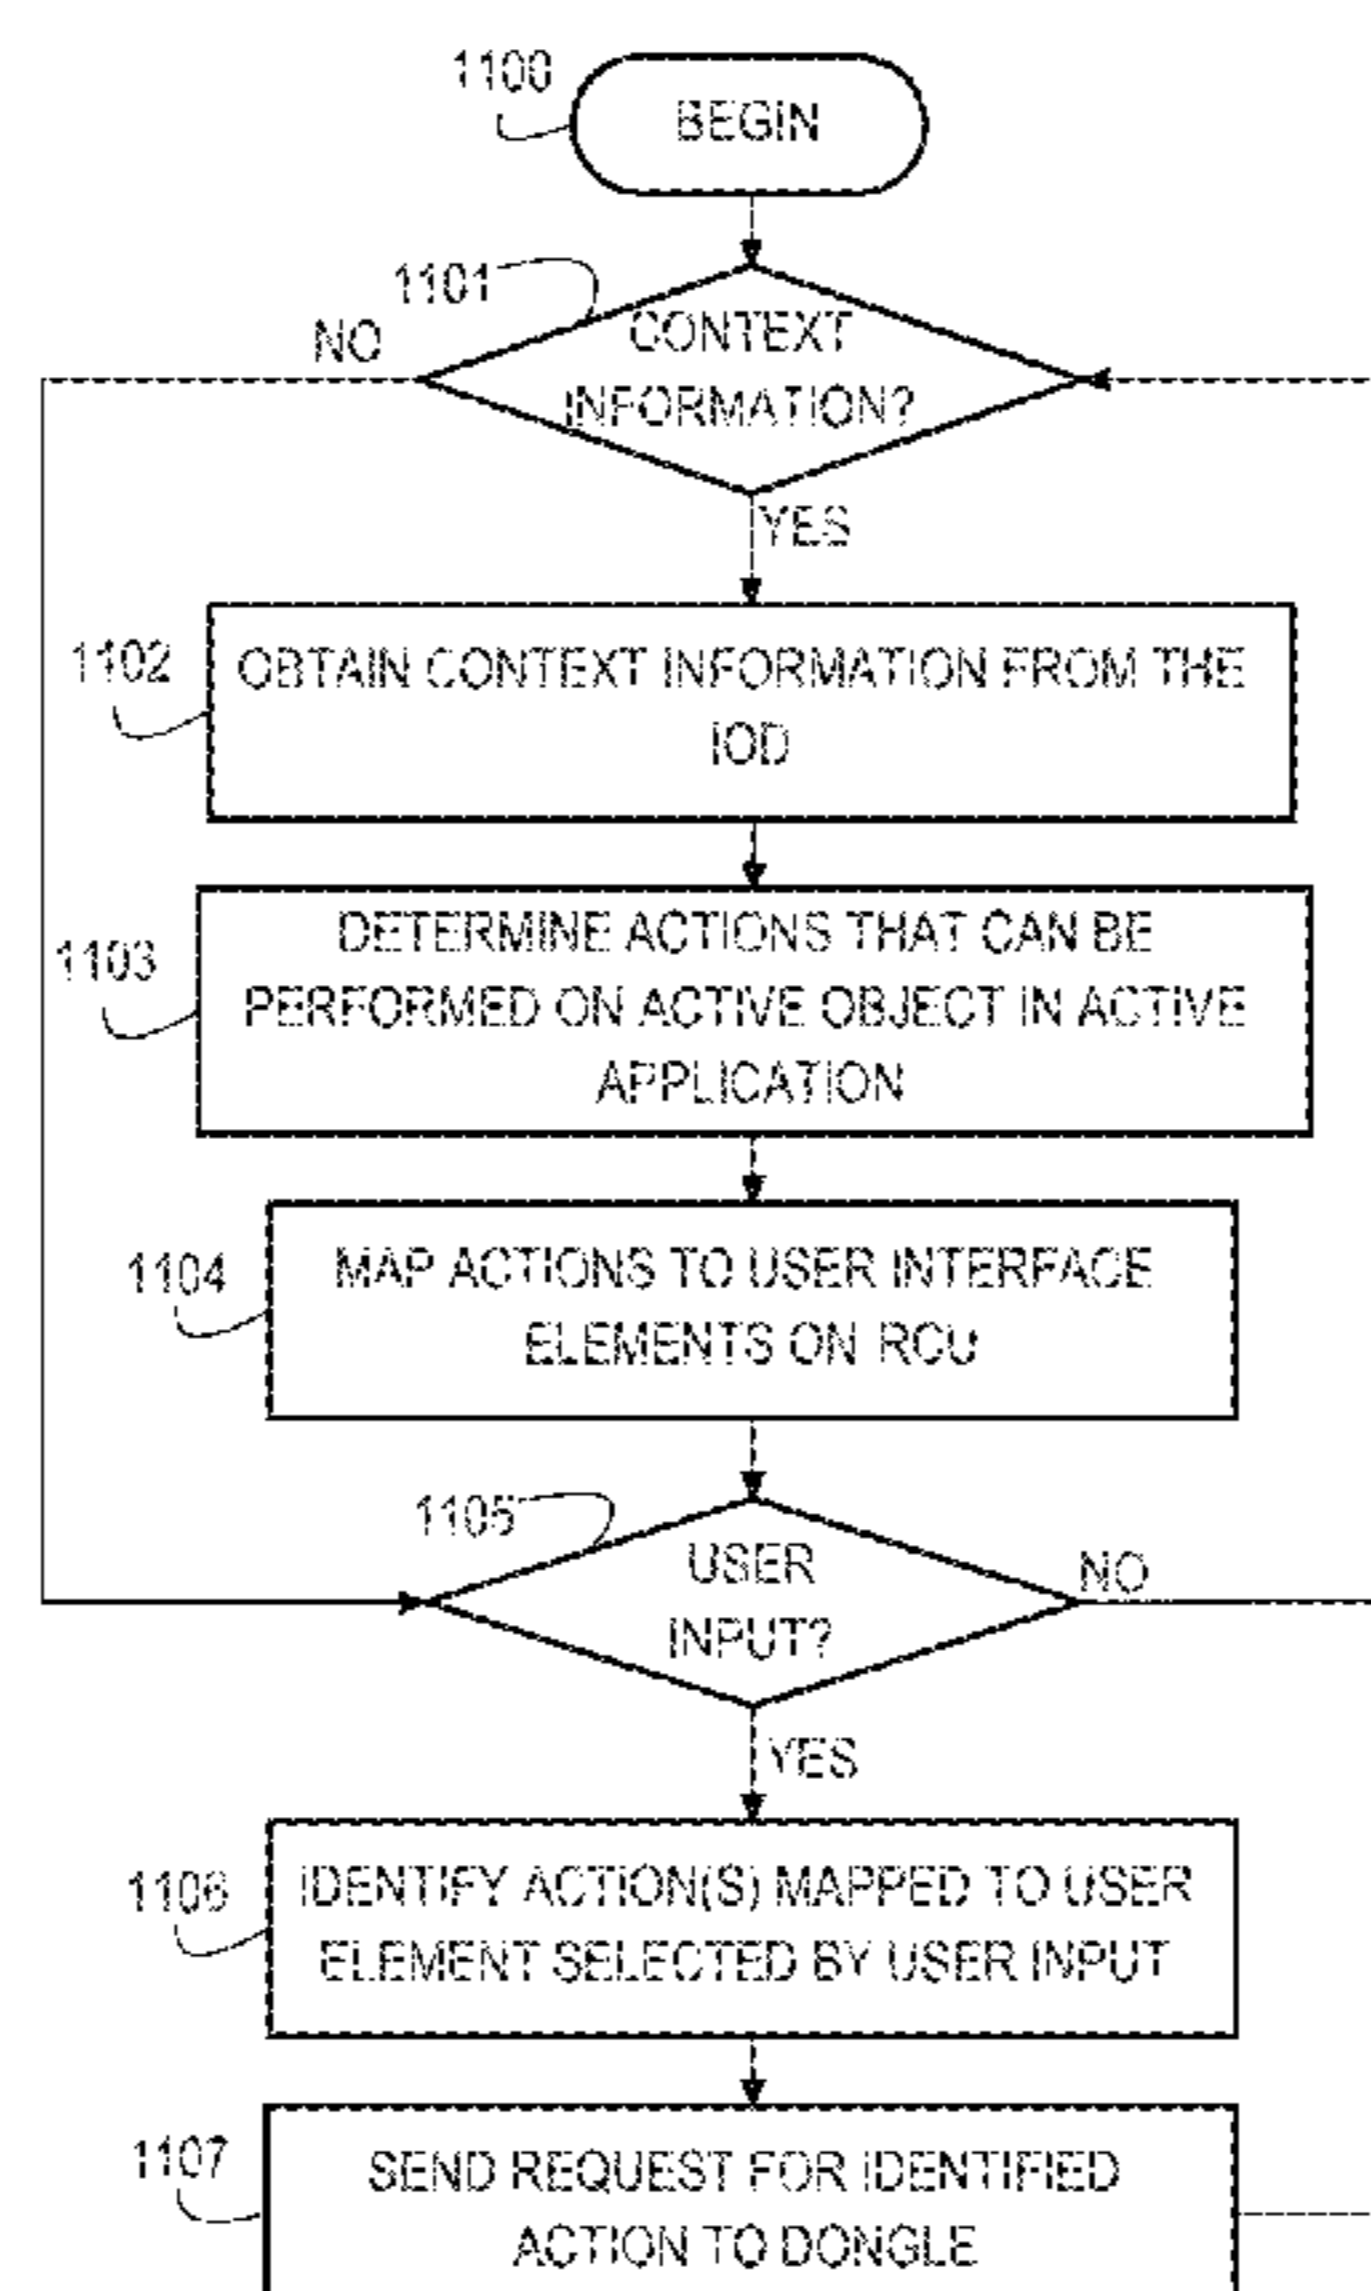 1100
BEGIN
1101
NO
CONTEXT
INFORMATION?
YES
1102
OBTAIN CONTEXT INFORMATION FROM THE
IOD
1103
DETERMINE ACTIONS THAT CAN BE
PERFORMED ON ACTIVE OBJECT IN ACTIVE
APPLICATION
1104
MAP ACTIONS TO USER INTERFACE
ELEMENTS ON RCU
1105
USER
INPUT?
NO
YES
1106
IDENTIFY ACTION(S) MAPPED TO USER
ELEMENT SELECTED BY USER INPUT
1107
SEND REQUEST FOR IDENTIFIED
ACTION TO DONGLE